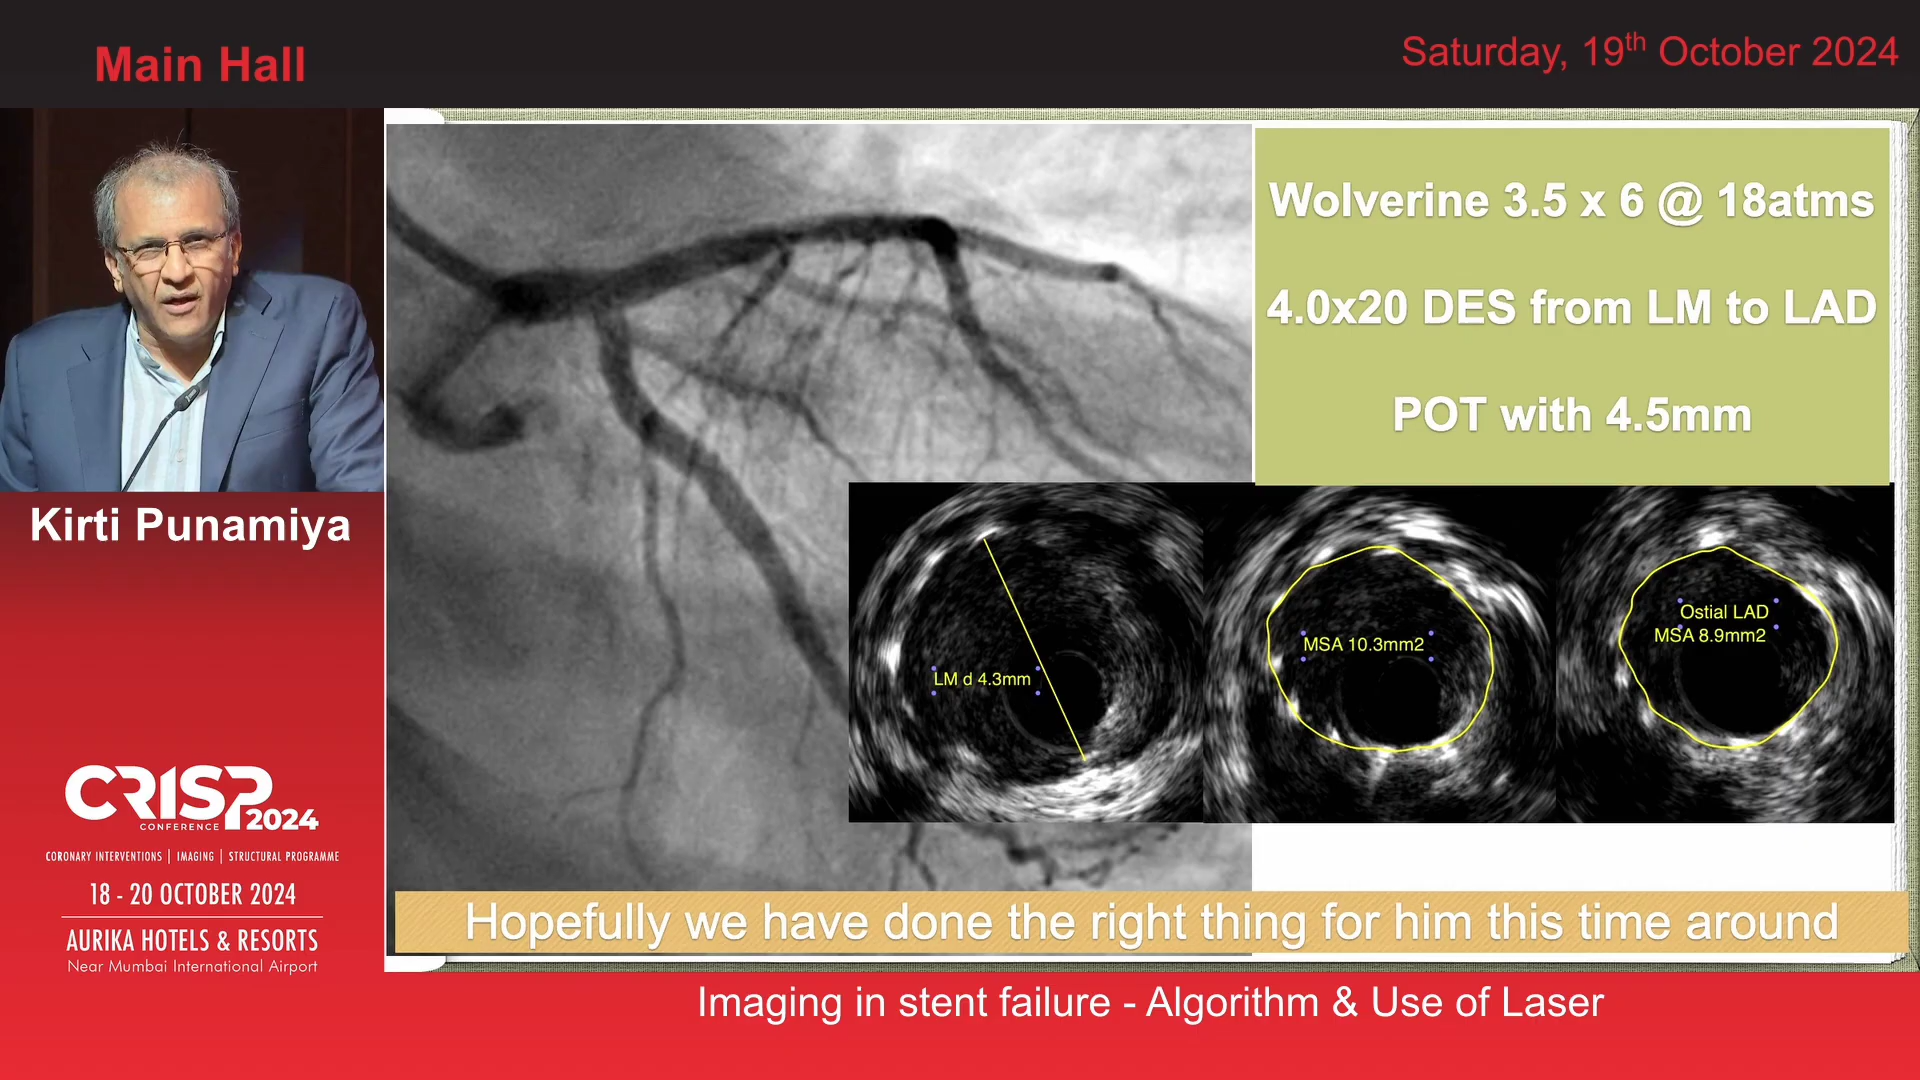 Main Hall
Saturday, 19th October 2024
Wolverine 3.5 x 6 @ 18atms
4.0x20 DES from LM to LAD
POT with 4.5mm
LM d 4.3mm
MSA 10.3mm2
Ostial LAD
MSA 8.9mm2
Hopefully we have done the right thing for him this time around
Kirti Punamiya
CRISP
CONFERENCE 2024
CORONARY INTERVENTIONS | IMAGING | STRUCTURAL PROGRAMME
18 - 20 OCTOBER 2024
AURIKA HOTELS & RESORTS
Near Mumbai International Airport
Imaging in stent failure - Algorithm & Use of Laser